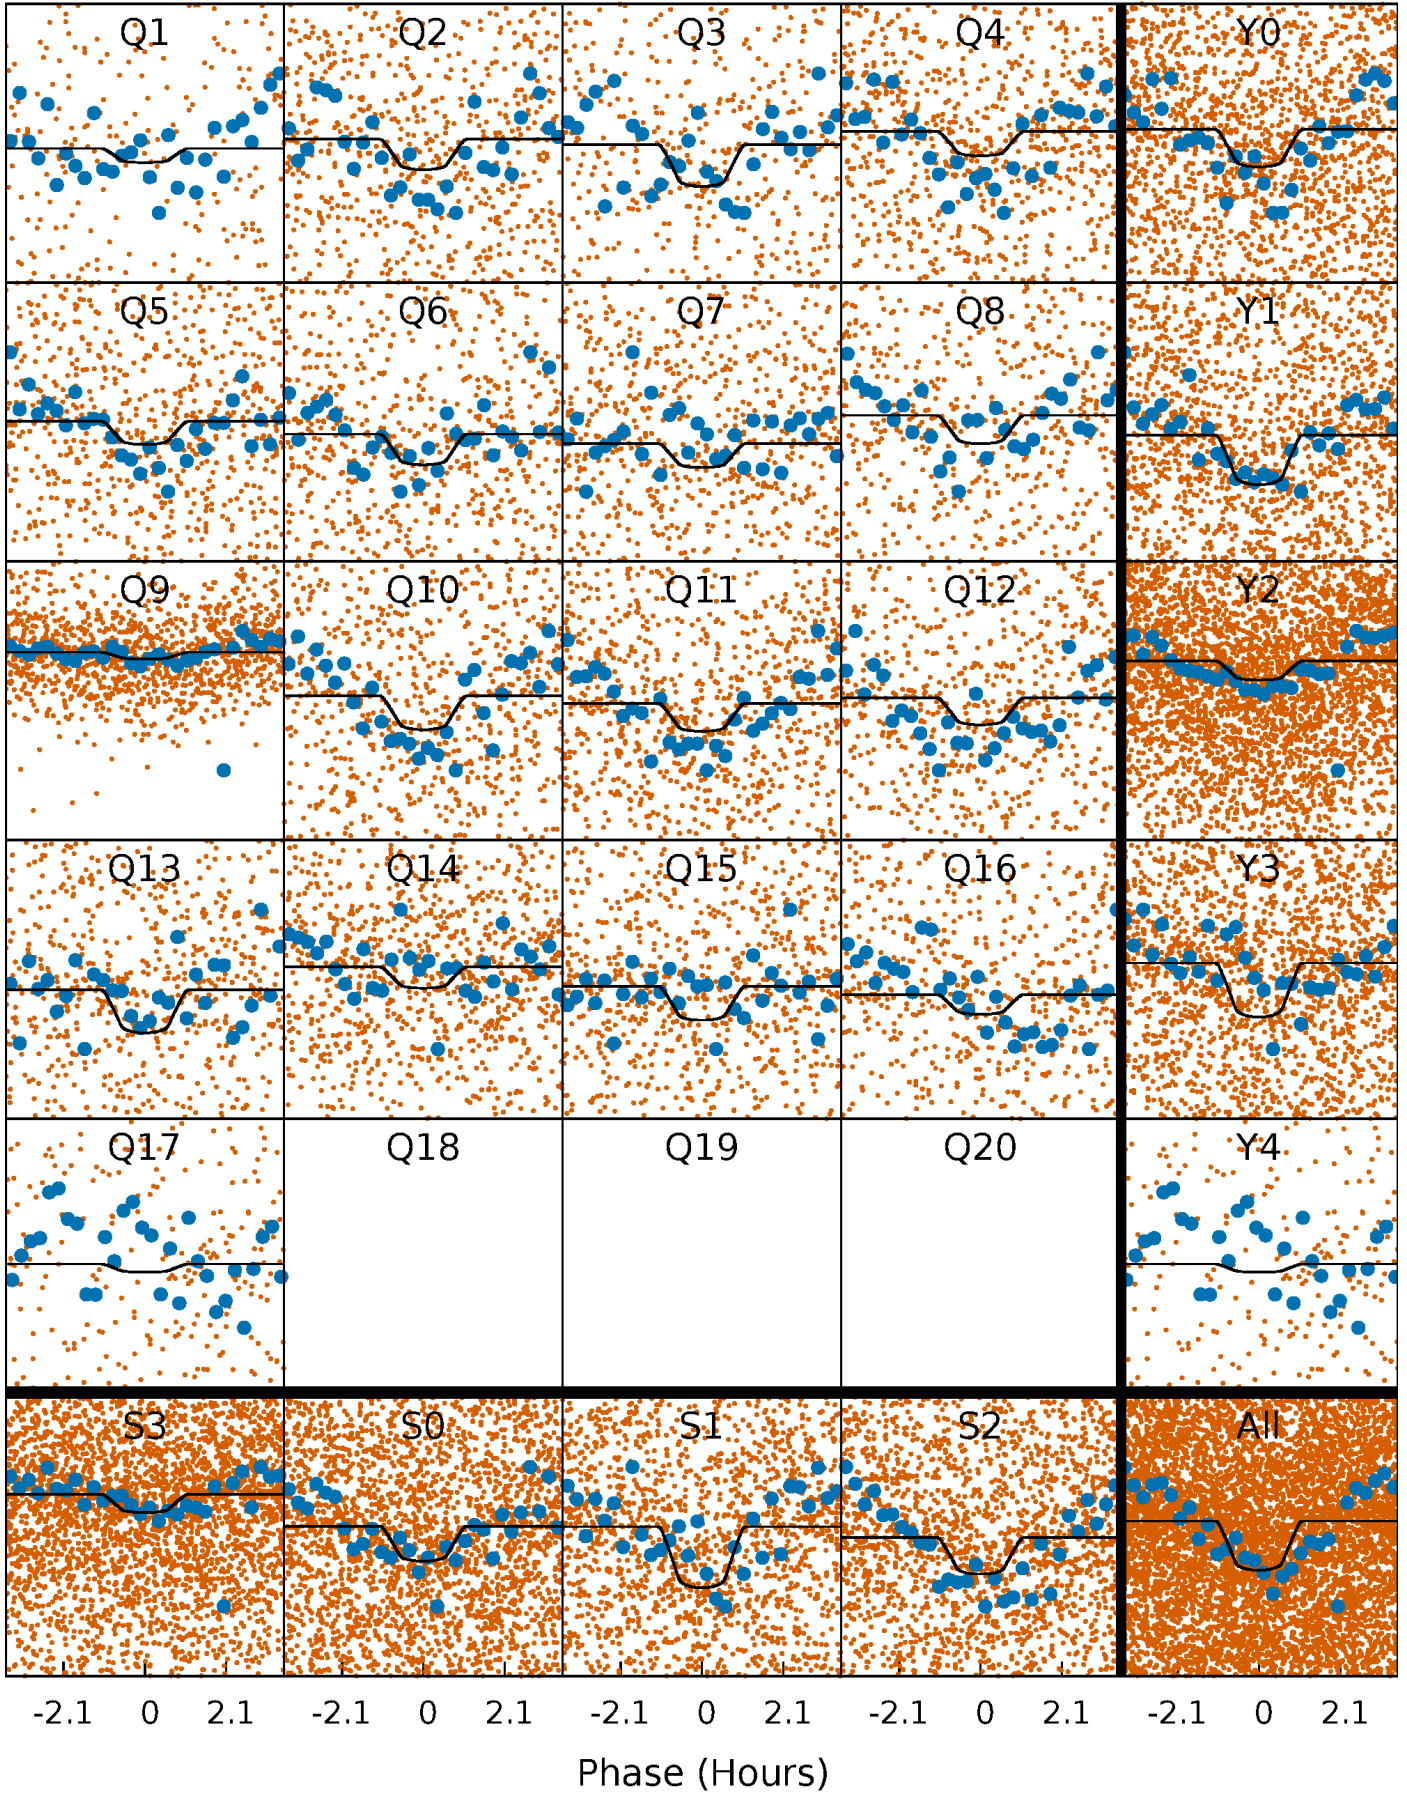 Q1 Q2 Q3 Q4 Y0
Q5 Q6 Q7 Q8 Y1
Q9 Q10 Q11 Q12 Y2
Q13 Q14 Q15 Q16 Y3
Q17 Q18 Q19 Q20 Y4
S3 S0 S1 S2 All
-2.1 0 2.1 -2.1 0 2.1 -2.1 0 2.1 -2.1 0 2.1 -2.1 0 2.1
Phase (Hours)